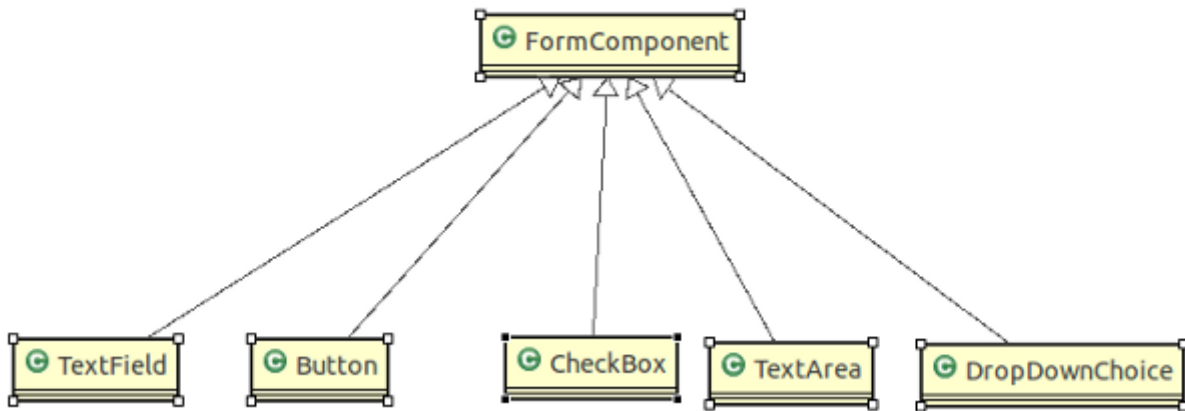 C FormComponent
C TextField
C Button
C CheckBox
C TextArea
C DropDownChoice